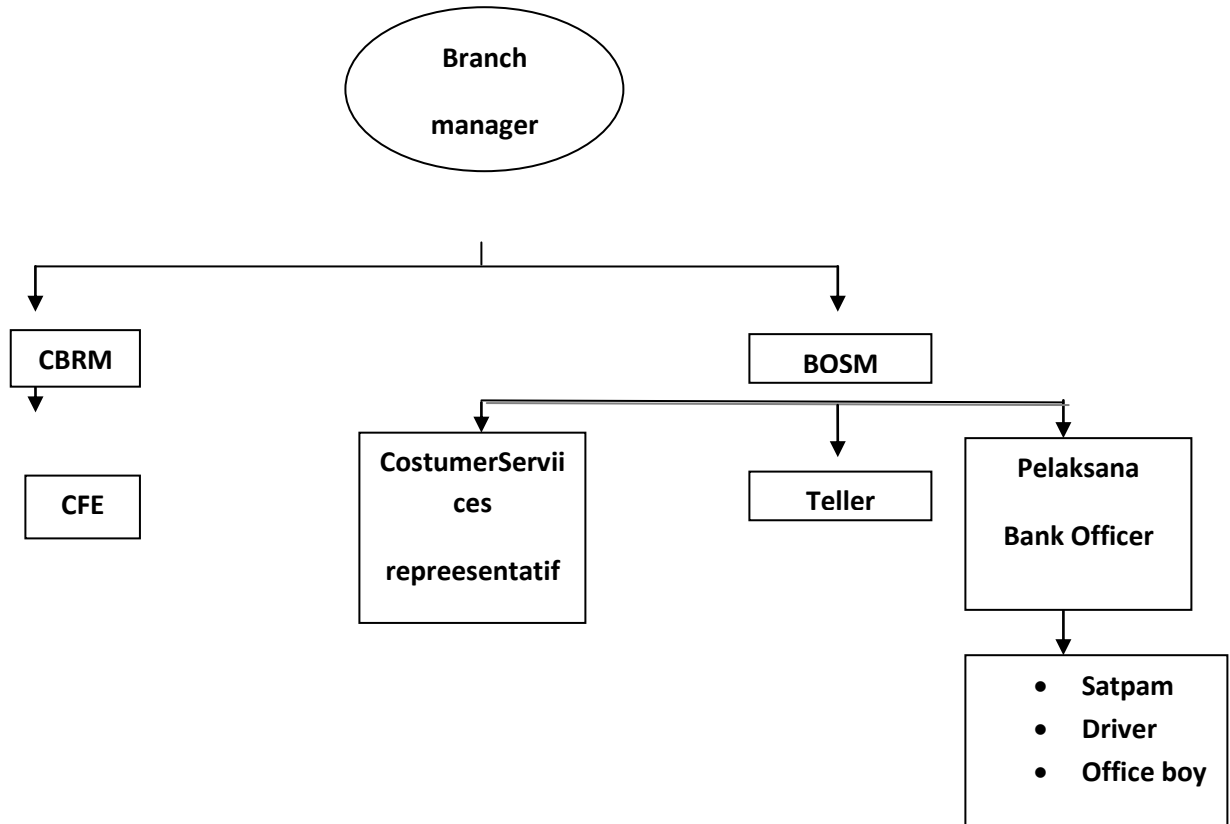 Branch
manager
CBRM
BOSM
CFE
CostumerServii
ces
repreesentatif
Teller
Pelaksana
Bank Officer
• Satpam
• Driver
• Office boy